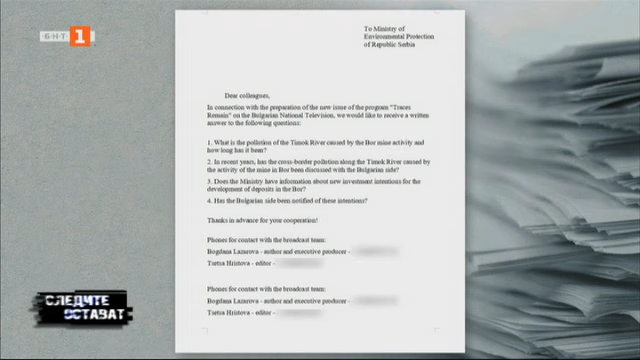 БНТ 1
To Ministry of
Environmental Protection
of Republic Serbia
Dear colleagues,
In connection with the preparation of the new issue of the program "Traces
Remain" on the Bulgarian National Television, we would like to receive a written
answer to the following questions:
1. What is the pollution of the Timok River caused by the Bor mine activity and
how long has it been?
2. In recent years, has the cross-border pollution along the Timok River caused by
the activity of the mine in Bor been discussed with the Bulgarian side?
3. Does the Ministry have information about new investment intentions for the
development of deposits in the Bor?
4. Has the Bulgarian side been notified of these intentions?
Thanks in advance for your cooperation!
Phones for contact with the broadcast team:
Bogdana Lazarova - author and executive producer -
Tsetsa Hristova - editor -
Phones for contact with the broadcast team:
Bogdana Lazarova - author and executive producer -
Tsetsa Hristova - editor -
СЛЕДИТЕ
ОСТАВАТ